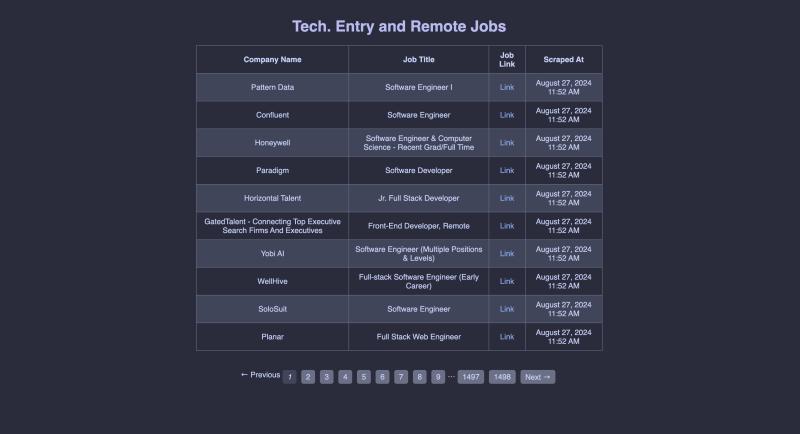 Tech. Entry and Remote Jobs
Company Name
Job Title
Job
Link
Scraped At
Pattern Data
Software Engineer I
Link
August 27, 2024
11:52 AM
Confluent
Software Engineer
Link
August 27, 2024
11:52 AM
Honeywell
Software Engineer & Computer
Science - Recent Grad/Full Time
Link
August 27, 2024
11:52 AM
Paradigm
Software Developer
Link
August 27, 2024
11:52 AM
Horizontal Talent
Jr. Full Stack Developer
Link
August 27, 2024
11:52 AM
GatedTalent - Connecting Top Executive
Search Firms And Executives
Front-End Developer, Remote
Link
August 27, 2024
11:52 AM
Yobi AI
Software Engineer (Multiple Positions
& Levels)
Link
August 27, 2024
11:52 AM
WellHive
Full-stack Software Engineer (Early
Career)
Link
August 27, 2024
11:52 AM
SoloSuit
Software Engineer
Link
August 27, 2024
11:52 AM
Planar
Full Stack Web Engineer
Link
August 27, 2024
11:52 AM
← Previous 1 2 3 4 5 6 7 8 9 … 1497 1498 Next →